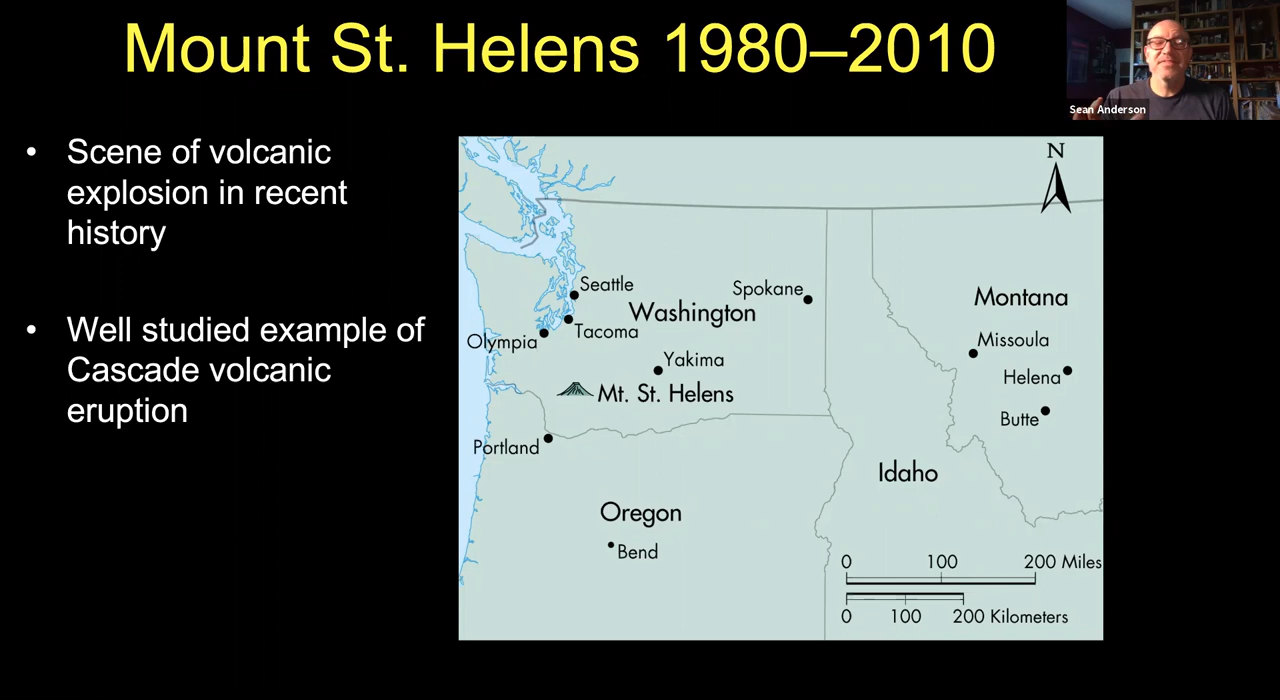 Mount St. Helens 1980–2010
Sean Anderson
• Scene of volcanic
explosion in recent
history
• Well studied example of
Cascade volcanic
eruption
N
Seattle
Spokane
Washington
Montana
Tacoma
Olympia
Missoula
Yakima
Helena
Mt. St. Helens
Butte
Portland
Idaho
Oregon
Bend
0 100 200 Miles
0 100 200 Kilometers